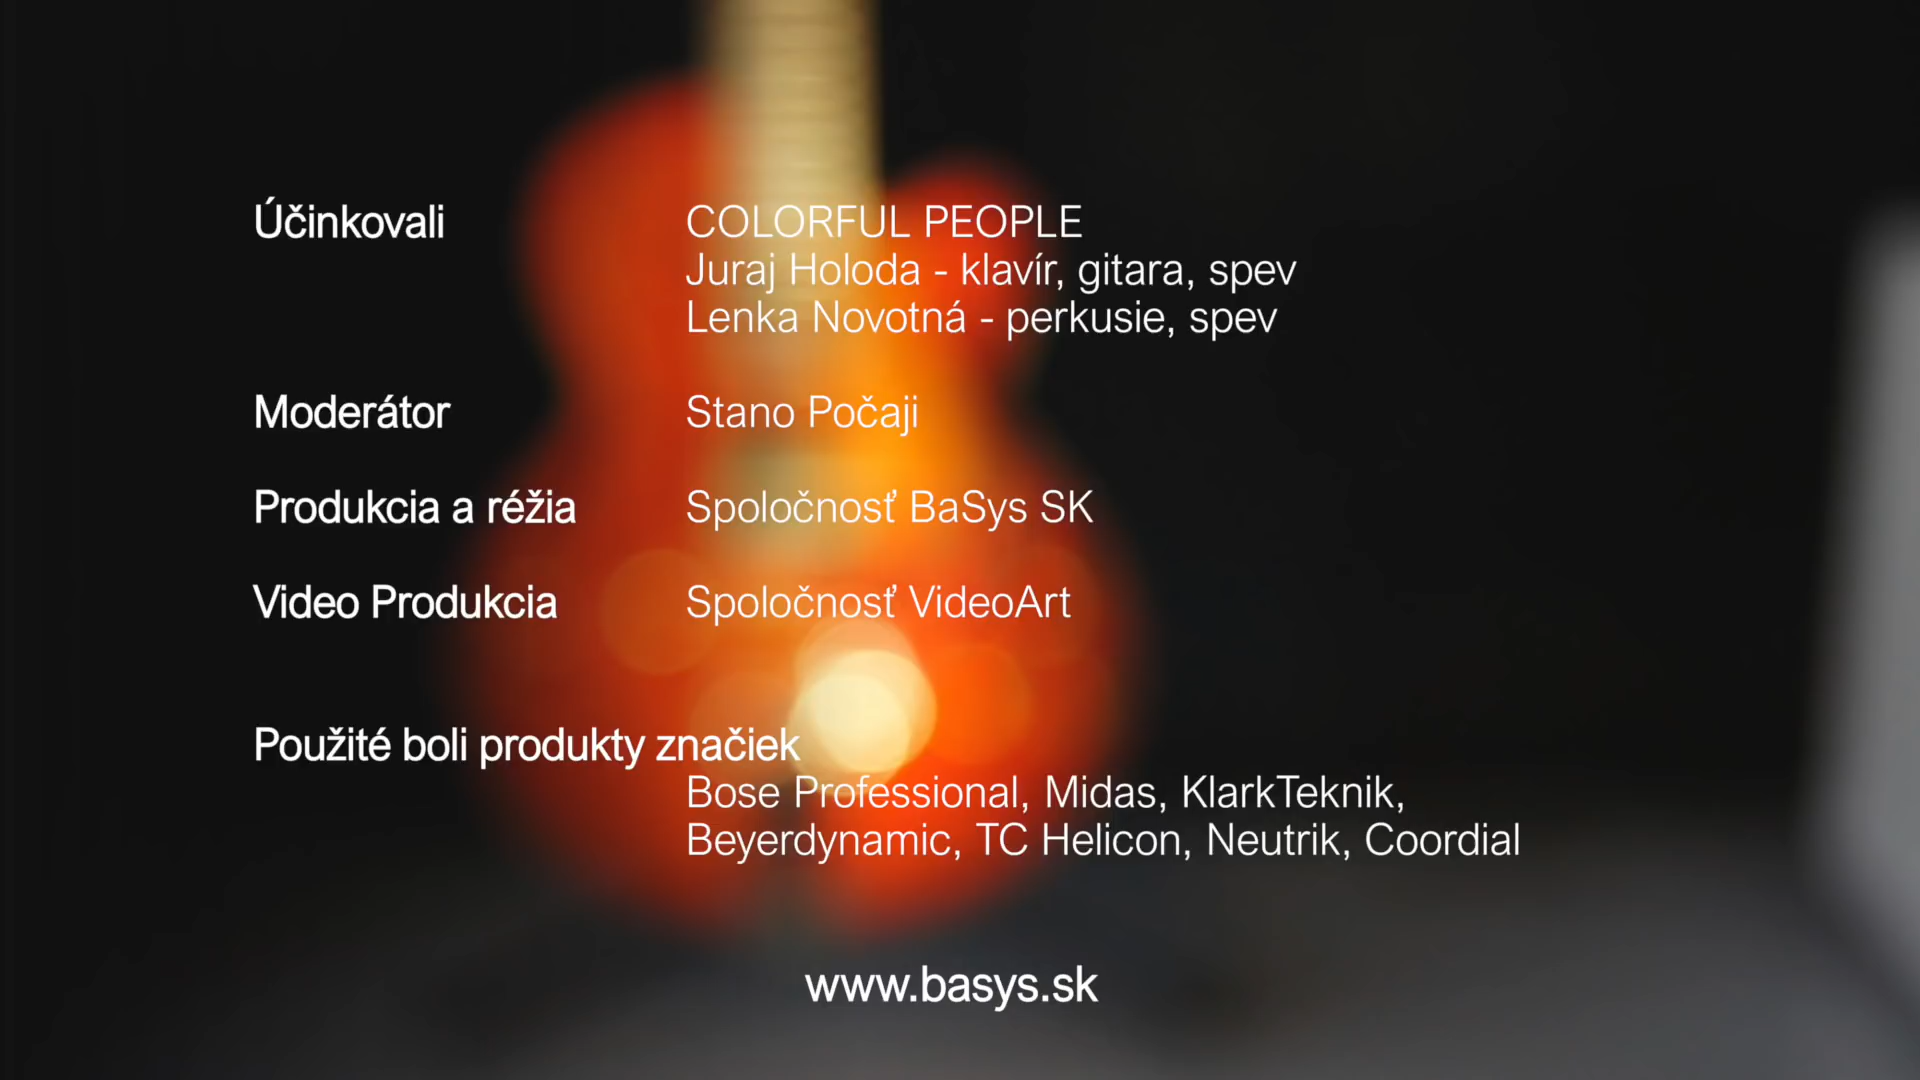 Účinkovali COLORFUL PEOPLE
Juraj Holoda - klavír, gitara, spev
Lenka Novotná - perkusie, spev
Moderátor Stano Počaji
Produkcia a réžia Spoločnosť BaSys SK
Video Produkcia Spoločnosť VideoArt
Použité boli produkty značiek
Bose Professional, Midas, KlarkTeknik,
Beyerdynamic, TC Helicon, Neutrik, Coordial
www.basys.sk